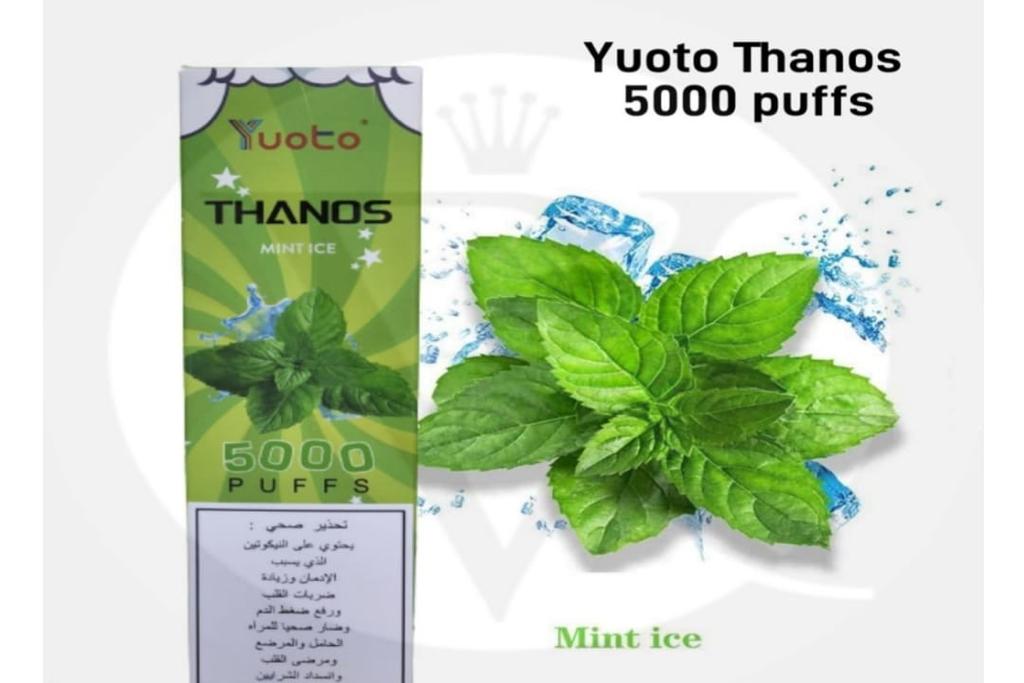 Yuoto Thanos
5000 puffs
Yuoto
THANOS
MINT ICE
5000
PUFFS
تحذير صحي :
يحتوي على النيكوتين
الذي يسبب
الإدمان وزيادة
ضربات القلب
ورفع ضغط الدم
وضار صحيا للمراه
الحامل والمرضع
ومرضى القلب
وانسداد الشرايين
Mint ice